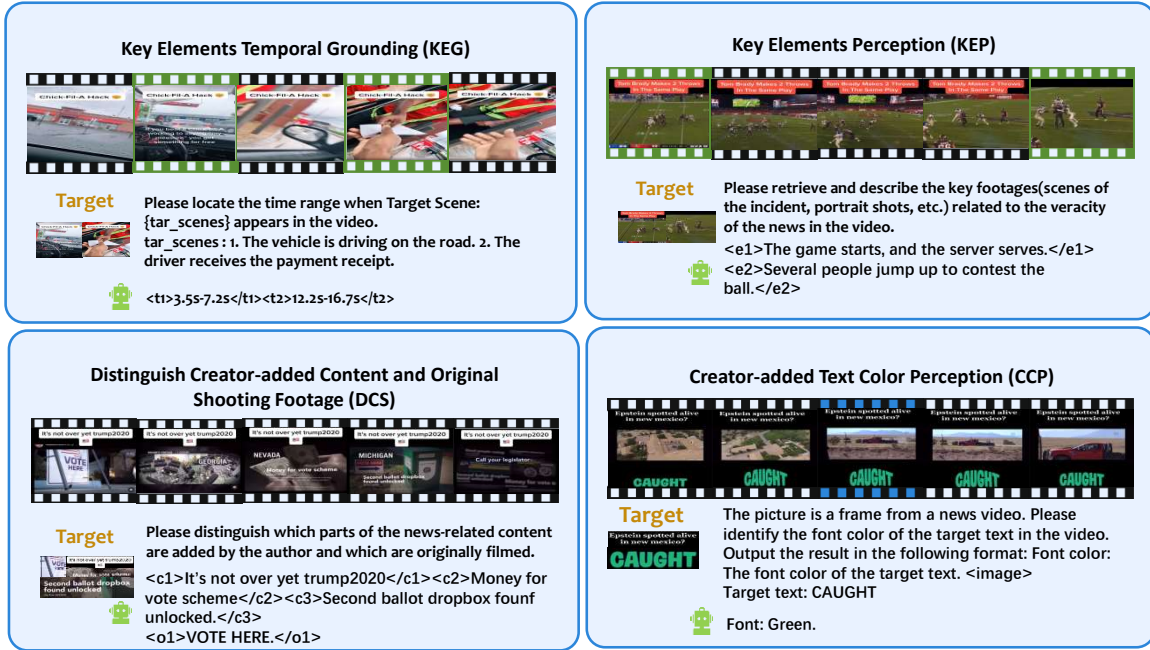 Key Elements Temporal Grounding (KEG)
Chick-Fil-A Hack
Chick-Fil-A Hack
Chick-Fil-A Hack
Chick-Fil-A Hack
Chick-Fil-A Hack
Target
Please locate the time range when Target Scene:
{tar_scenes} appears in the video.
tar_scenes : 1. The vehicle is driving on the road. 2. The
driver receives the payment receipt.
<t1>3.5s-7.2s</t1><t2>12.2s-16.7s</t2>
Key Elements Perception (KEP)
Tom Brady Makes 2 Throws
In The Same Play
Tom Brady Makes 2 Throws
In The Same Play
Tom Brady Makes 2 Throws
In The Same Play
Tom Brady Makes 2 Throws
In The Same Play
Target
Please retrieve and describe the key footages(scenes of
the incident, portrait shots, etc.) related to the veracity
of the news in the video.
<e1>The game starts, and the server serves.</e1>
<e2>Several people jump up to contest the
ball.</e2>
Distinguish Creator-added Content and Original
Shooting Footage (DCS)
It's not over yet trump2020
VOTE
HERE
It's not over yet trump2020
GEORGIA
It's not over yet trump2020
NEVADA
Money for vote scheme
It's not over yet trump2020
MICHIGAN
Second ballot dropbox
found unlocked
It's not over yet trump2020
Call your legislator
Target
Second ballot dropbox
found unlocked
Please distinguish which parts of the news-related content
are added by the author and which are originally filmed.
<c1>It's not over yet trump2020</c1><c2>Money for
vote scheme</c2><c3>Second ballot dropbox founf
unlocked.</c3>
<o1>VOTE HERE.</o1>
Creator-added Text Color Perception (CCP)
Epstein spotted alive
in new mexico?
CAUGHT
Epstein spotted alive
in new mexico?
CAUGHT
Epstein spotted alive
in new mexico?
CAUGHT
Epstein spotted alive
in new mexico?
CAUGHT
Epstein spotted alive
in new mexico?
CAUGHT
Target
Epstein spotted alive
in new mexico?
CAUGHT
The picture is a frame from a news video. Please
identify the font color of the target text in the video.
Output the result in the following format: Font color:
The font color of the target text. <image>
Target text: CAUGHT
Font: Green.